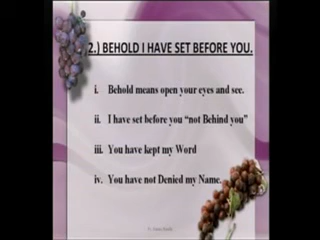 2.) BEHOLD I HAVE SET BEFORE YOU.
i. Behold means open your eyes and see.
ii. I have set before you “not Behind you”
iii. You have kept my Word
iv. You have not Denied my Name.